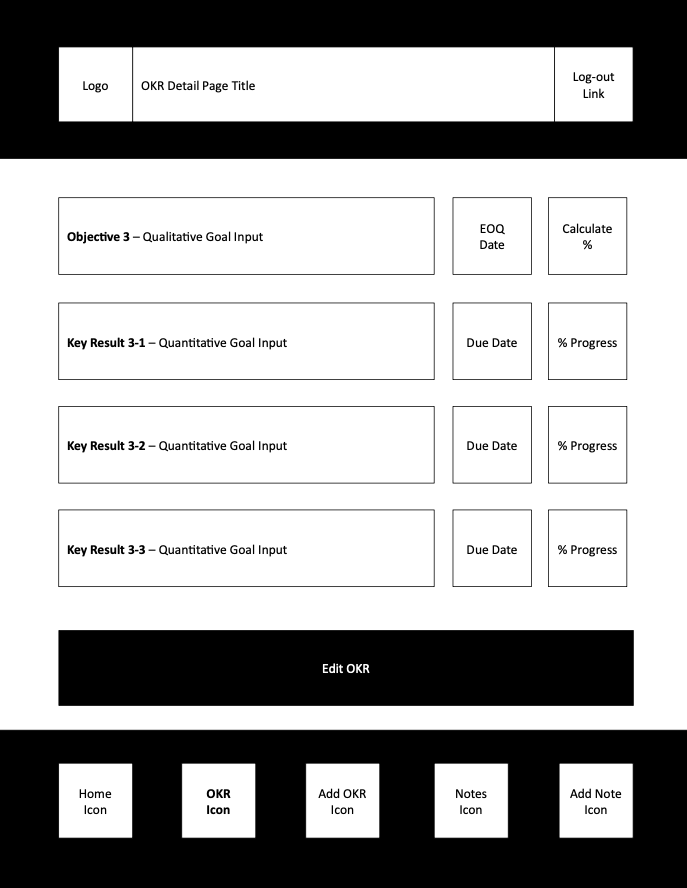 Logo
OKR Detail Page Title
Log-out
Link
Objective 3 – Qualitative Goal Input
EOQ
Date
Calculate
%
Key Result 3-1 – Quantitative Goal Input
Due Date
% Progress
Key Result 3-2 – Quantitative Goal Input
Due Date
% Progress
Key Result 3-3 – Quantitative Goal Input
Due Date
% Progress
Edit OKR
Home
Icon
OKR
Icon
Add OKR
Icon
Notes
Icon
Add Note
Icon